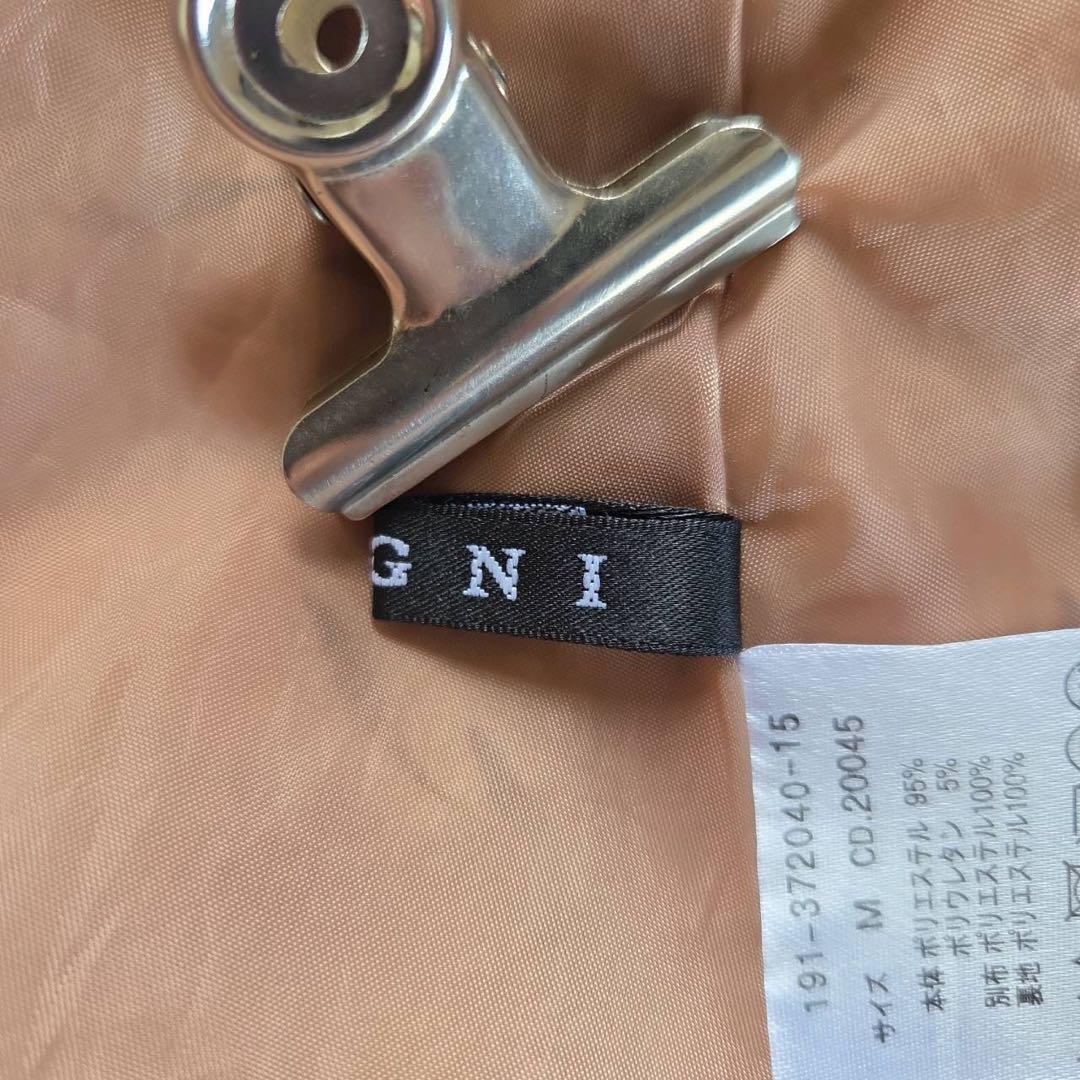 GNI
191-372040-15
サイズ M CD.20045
本体 ポリエステル 95%
ポリウレタン 5%
別布 ポリエステル100%
裏地 ポリエステル100%